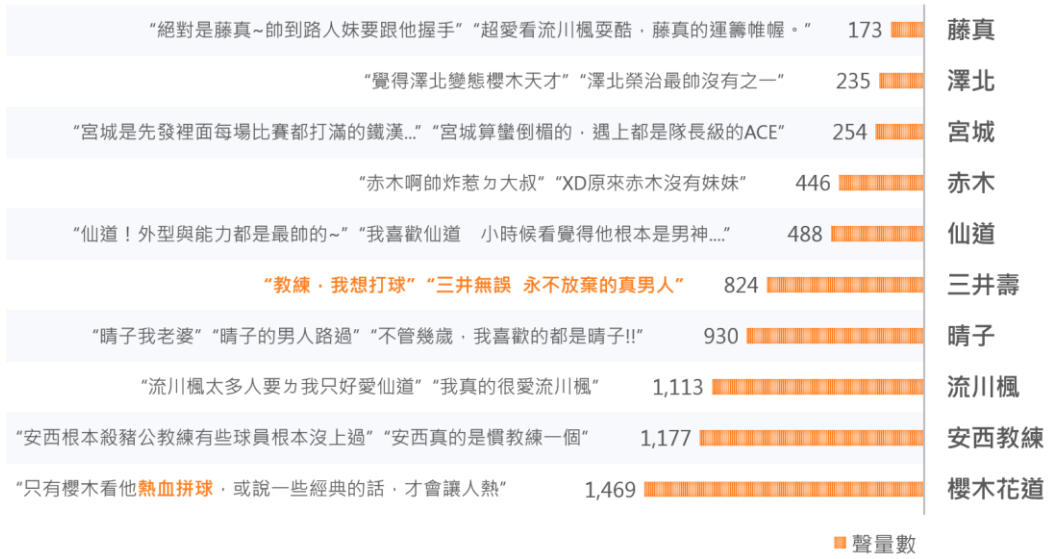 “絕對是藤真~帥到路人妹要跟他握手” “超愛看流川楓耍酷，藤真的運籌帷幄。” 173 藤真
“覺得澤北變態櫻木天才” “澤北榮治最帥沒有之一” 235 澤北
“宮城是先發裡面每場比賽都打滿的鐵漢...” “宮城算蠻倒楣的，遇上都是隊長級的ACE” 254 宮城
“赤木啊帥炸惹ㄉ大叔” “XD原來赤木沒有妹妹” 446 赤木
“仙道！外型與能力都是最帥的~” “我喜歡仙道　小時候看覺得他根本是男神....” 488 仙道
“教練，我想打球” “三井無誤 永不放棄的真男人” 824 三井壽
“晴子我老婆” “晴子的男人路過” “不管幾歲，我喜歡的都是晴子!!” 930 晴子
“流川楓太多人要ㄌ我只好愛仙道” “我真的很愛流川楓” 1,113 流川楓
“安西根本殺豬公教練有些球員根本沒上過” “安西真的是慣教練一個” 1,177 安西教練
“只有櫻木看他熱血拼球，或說一些經典的話，才會讓人熱” 1,469 櫻木花道
聲量數